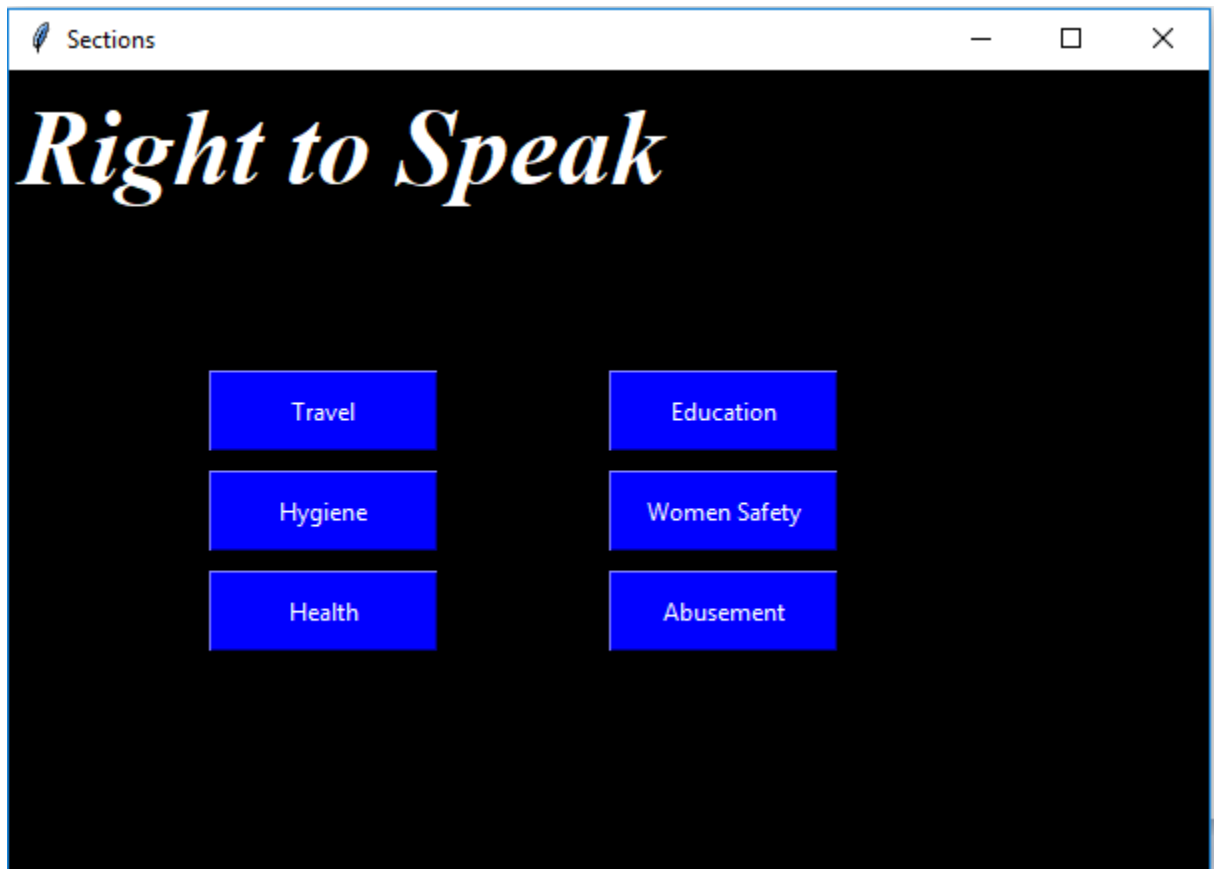 Sections
Right to Speak
Travel Education
Hygiene Women Safety
Health Abusement